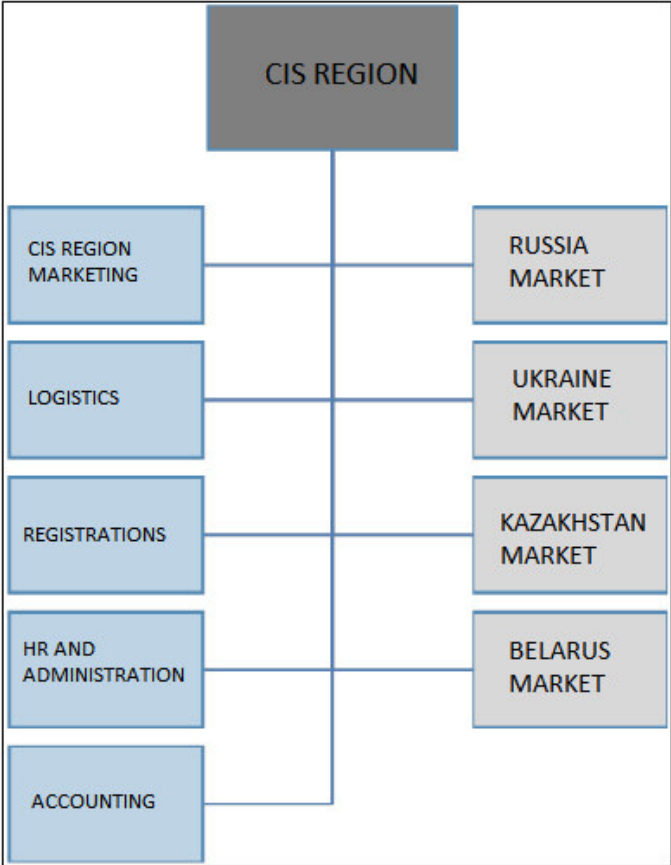 CIS REGION
CIS REGION
MARKETING
RUSSIA
MARKET
LOGISTICS
UKRAINE
MARKET
REGISTRATIONS
KAZAKHSTAN
MARKET
HR AND
ADMINISTRATION
BELARUS
MARKET
ACCOUNTING